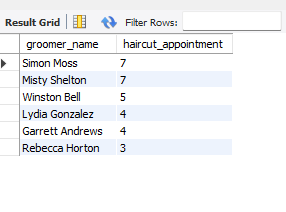 Result Grid Filter Rows:
groomer_name haircut_appointment
Simon Moss 7
Misty Shelton 7
Winston Bell 5
Lydia Gonzalez 4
Garrett Andrews 4
Rebecca Horton 3